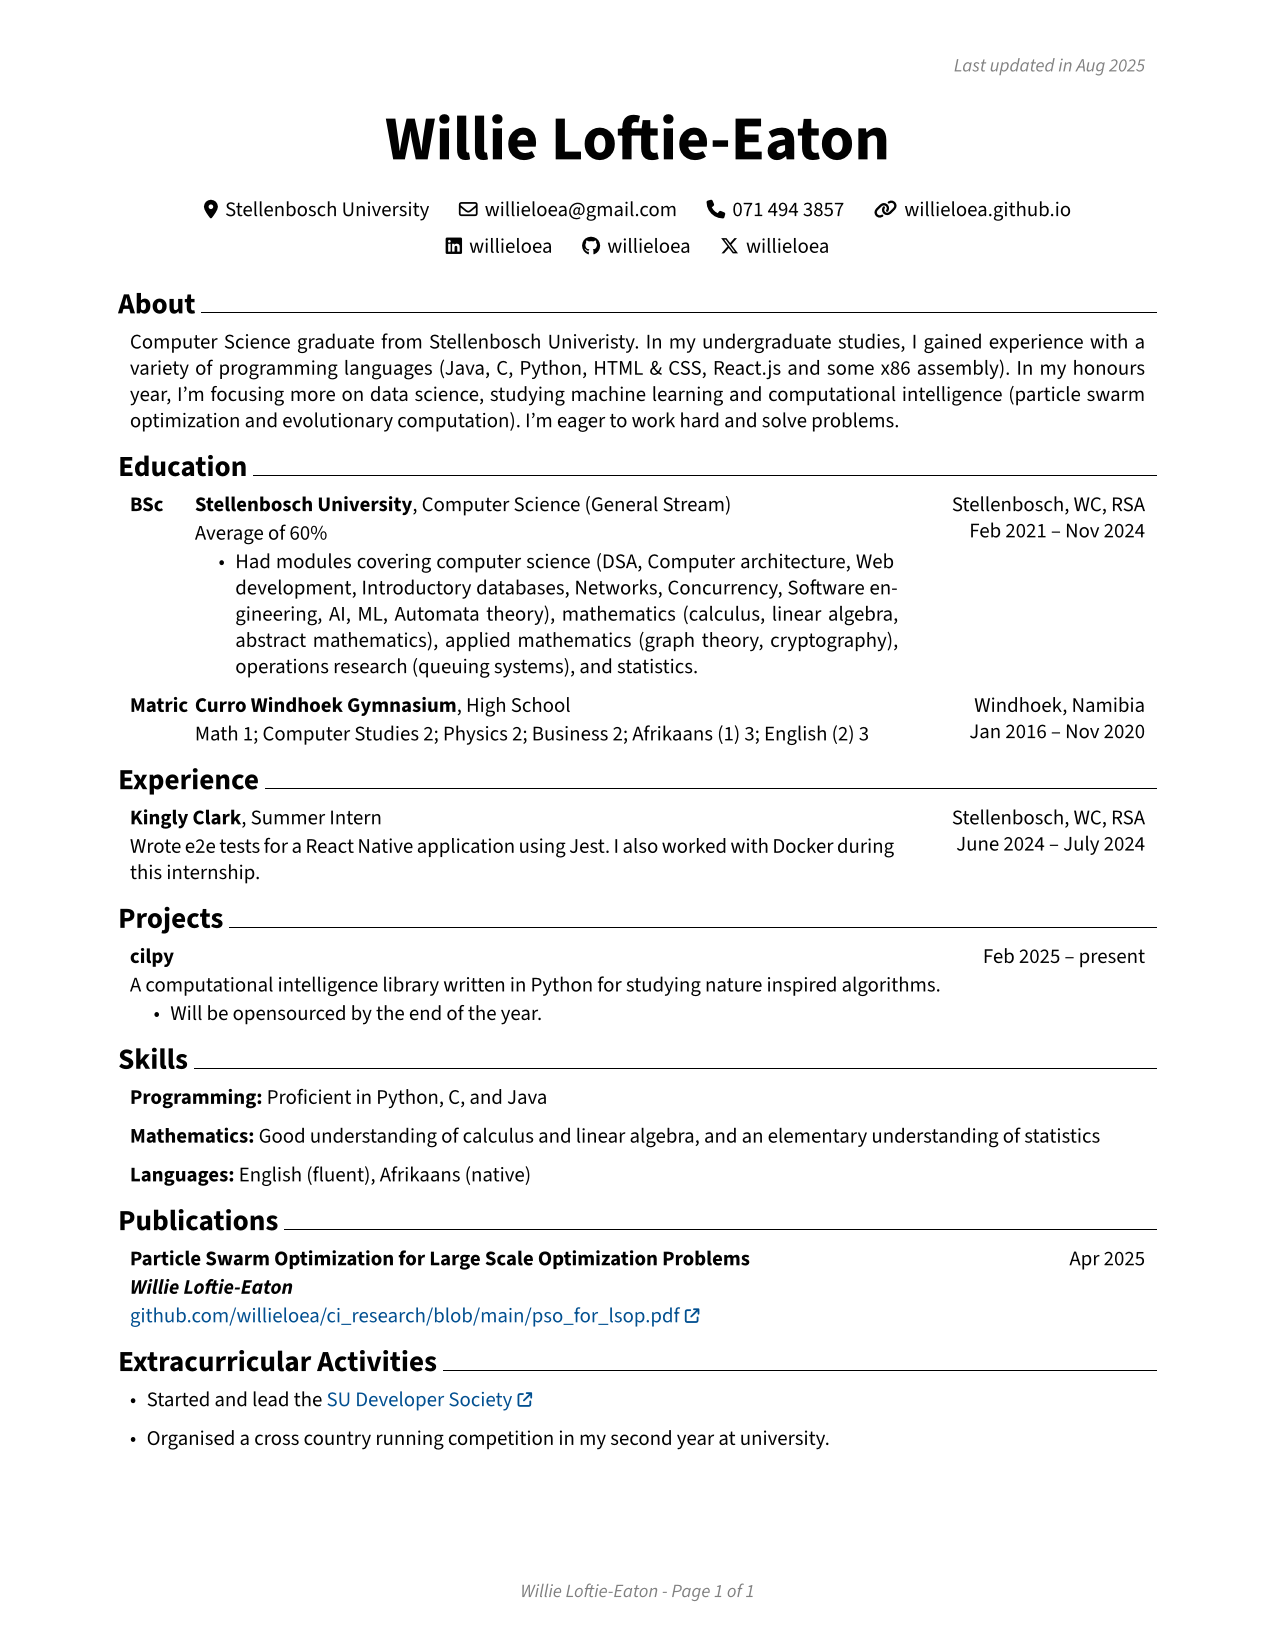 Last updated in Aug 2025
Willie Loftie-Eaton
Stellenbosch University willieloea@gmail.com 071 494 3857 willieloea.github.io
willieloea willieloea willieloea
About
Computer Science graduate from Stellenbosch Univeristy. In my undergraduate studies, I gained experience with a
variety of programming languages (Java, C, Python, HTML & CSS, React.js and some x86 assembly). In my honours
year, I’m focusing more on data science, studying machine learning and computational intelligence (particle swarm
optimization and evolutionary computation). I’m eager to work hard and solve problems.
Education
BSc Stellenbosch University, Computer Science (General Stream) Stellenbosch, WC, RSA
Average of 60% Feb 2021 – Nov 2024
• Had modules covering computer science (DSA, Computer architecture, Web
development, Introductory databases, Networks, Concurrency, Software en-
gineering, AI, ML, Automata theory), mathematics (calculus, linear algebra,
abstract mathematics), applied mathematics (graph theory, cryptography),
operations research (queuing systems), and statistics.
Matric Curro Windhoek Gymnasium, High School Windhoek, Namibia
Math 1; Computer Studies 2; Physics 2; Business 2; Afrikaans (1) 3; English (2) 3 Jan 2016 – Nov 2020
Experience
Kingly Clark, Summer Intern Stellenbosch, WC, RSA
Wrote e2e tests for a React Native application using Jest. I also worked with Docker during June 2024 – July 2024
this internship.
Projects
cilpy Feb 2025 – present
A computational intelligence library written in Python for studying nature inspired algorithms.
• Will be opensourced by the end of the year.
Skills
Programming: Proficient in Python, C, and Java
Mathematics: Good understanding of calculus and linear algebra, and an elementary understanding of statistics
Languages: English (fluent), Afrikaans (native)
Publications
Particle Swarm Optimization for Large Scale Optimization Problems Apr 2025
Willie Loftie-Eaton
github.com/willieloea/ci_research/blob/main/pso_for_lsop.pdf
Extracurricular Activities
• Started and lead the SU Developer Society
• Organised a cross country running competition in my second year at university.
Willie Loftie-Eaton - Page 1 of 1